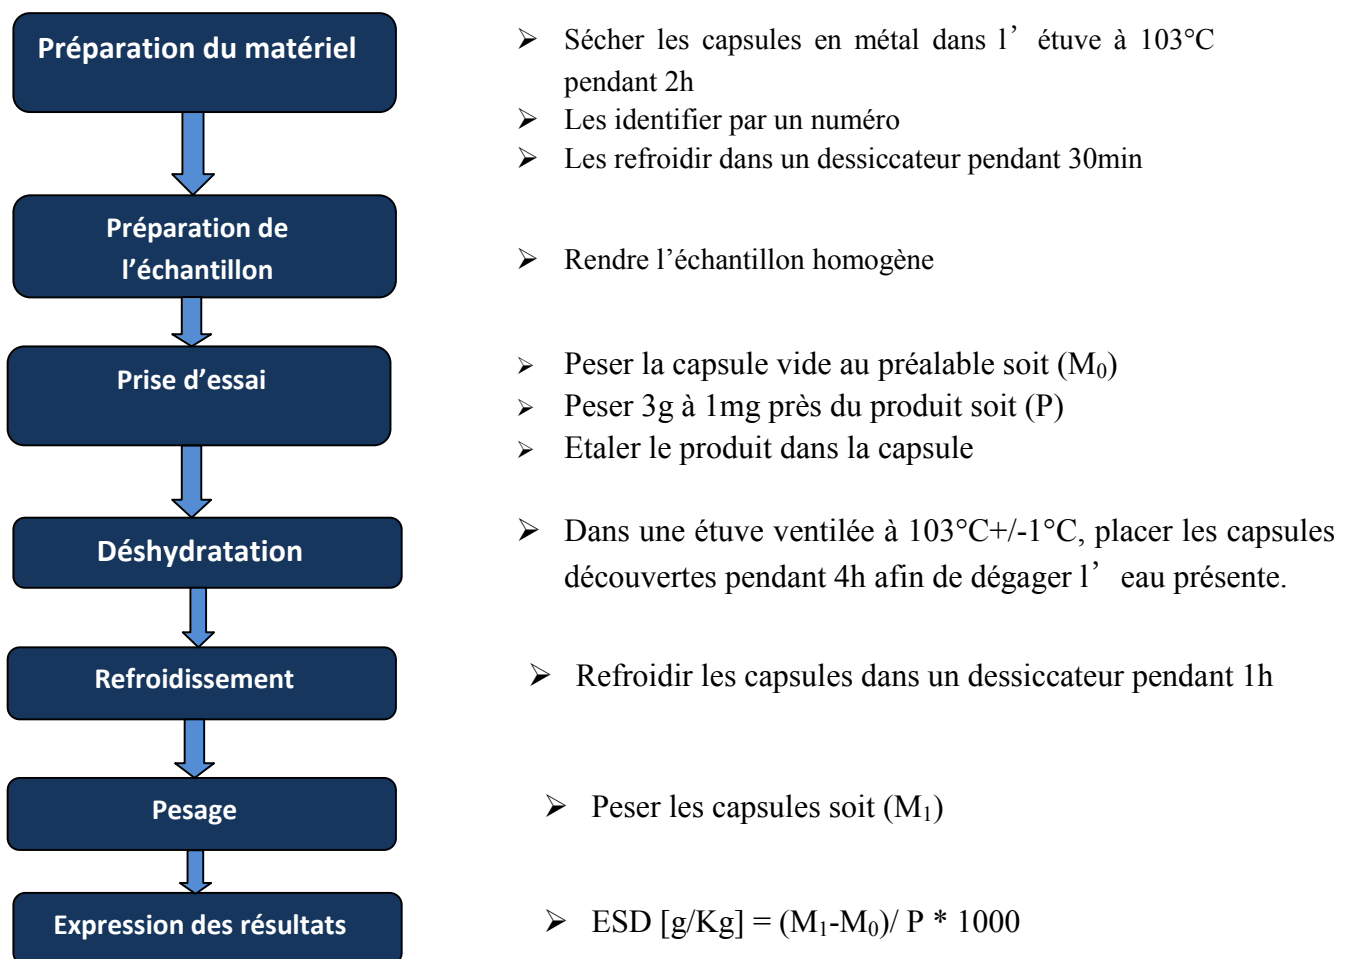 Préparation du matériel
➢ Sécher les capsules en métal dans l’étuve à 103°C
pendant 2h
➢ Les identifier par un numéro
➢ Les refroidir dans un dessiccateur pendant 30min
Préparation de
l’échantillon
➢ Rendre l’échantillon homogène
Prise d’essai
➢ Peser la capsule vide au préalable soit (M₀)
➢ Peser 3g à 1mg près du produit soit (P)
➢ Etaler le produit dans la capsule
Déshydratation
➢ Dans une étuve ventilée à 103°C+/-1°C, placer les capsules
découvertes pendant 4h afin de dégager l’eau présente.
Refroidissement
➢ Refroidir les capsules dans un dessiccateur pendant 1h
Pesage
➢ Peser les capsules soit (M₁)
Expression des résultats
➢ ESD [g/Kg] = (M₁-M₀)/ P * 1000